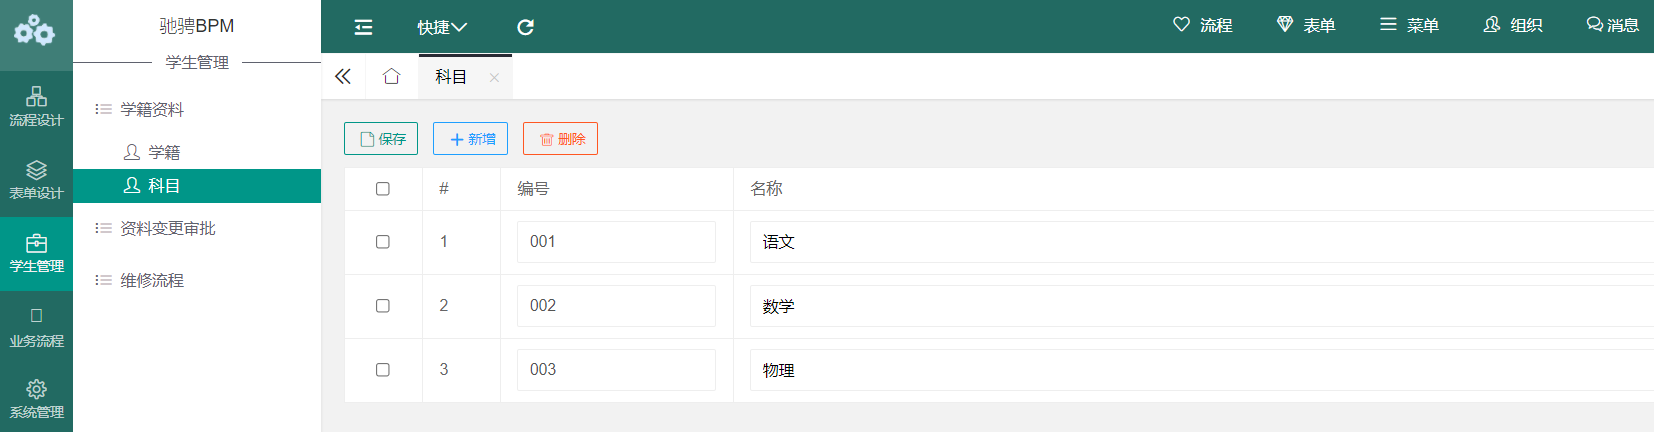 流程设计
表单设计
学生管理
业务流程
系统管理
驰骋BPM
学生管理
学籍资料
学籍
科目
资料变更审批
维修流程
快捷
流程
表单
菜单
组织
消息
科目
保存 新增 删除
# 编号 名称
1 001 语文
2 002 数学
3 003 物理